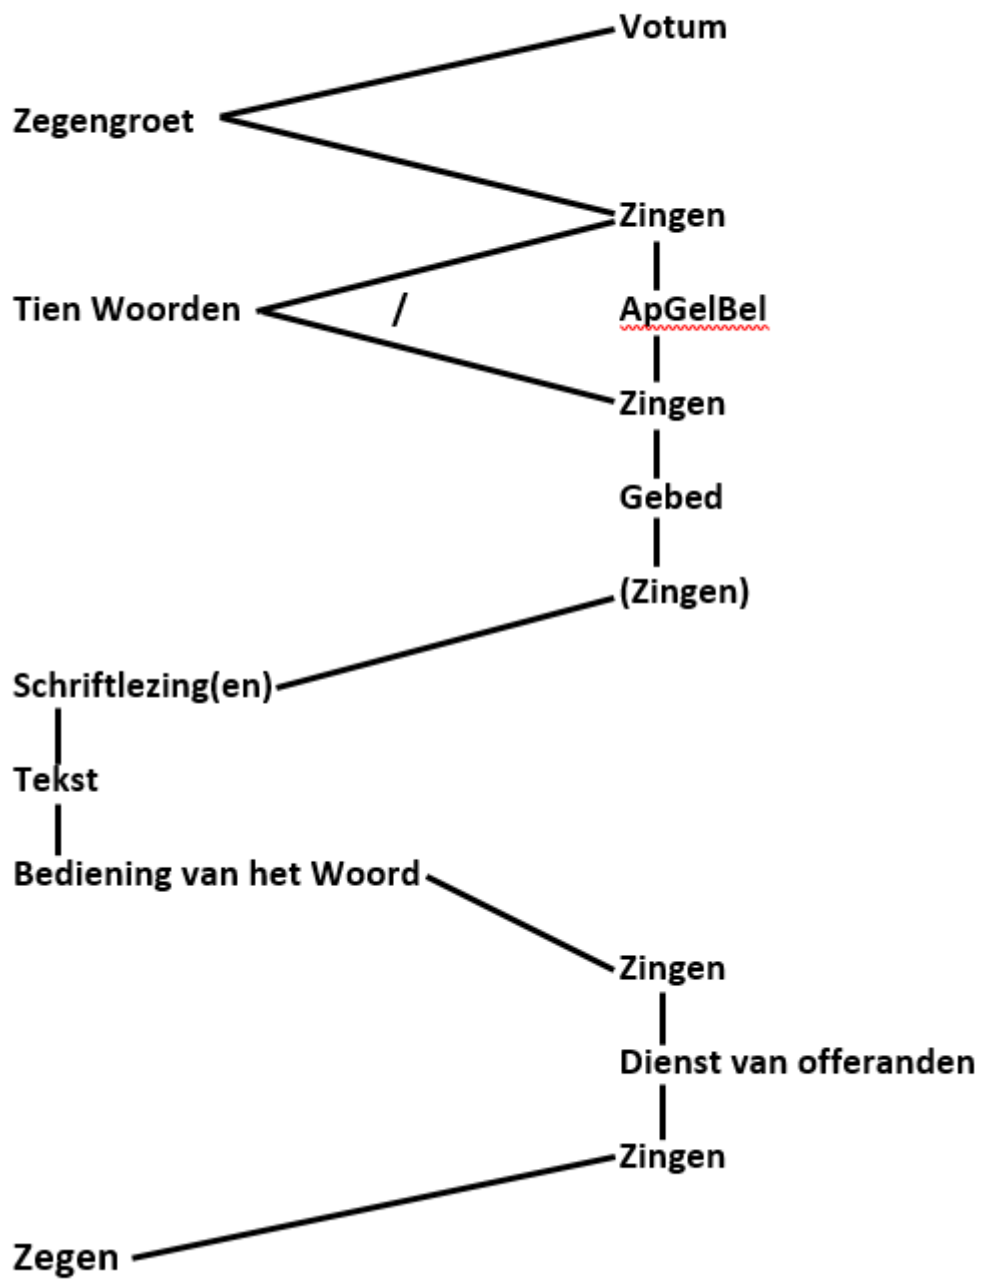 Votum
Zegengroet
Zingen
Tien Woorden / ApGelBel
Zingen
Gebed
(Zingen)
Schriftlezing(en)
Tekst
Bediening van het Woord
Zingen
Dienst van offeranden
Zingen
Zegen